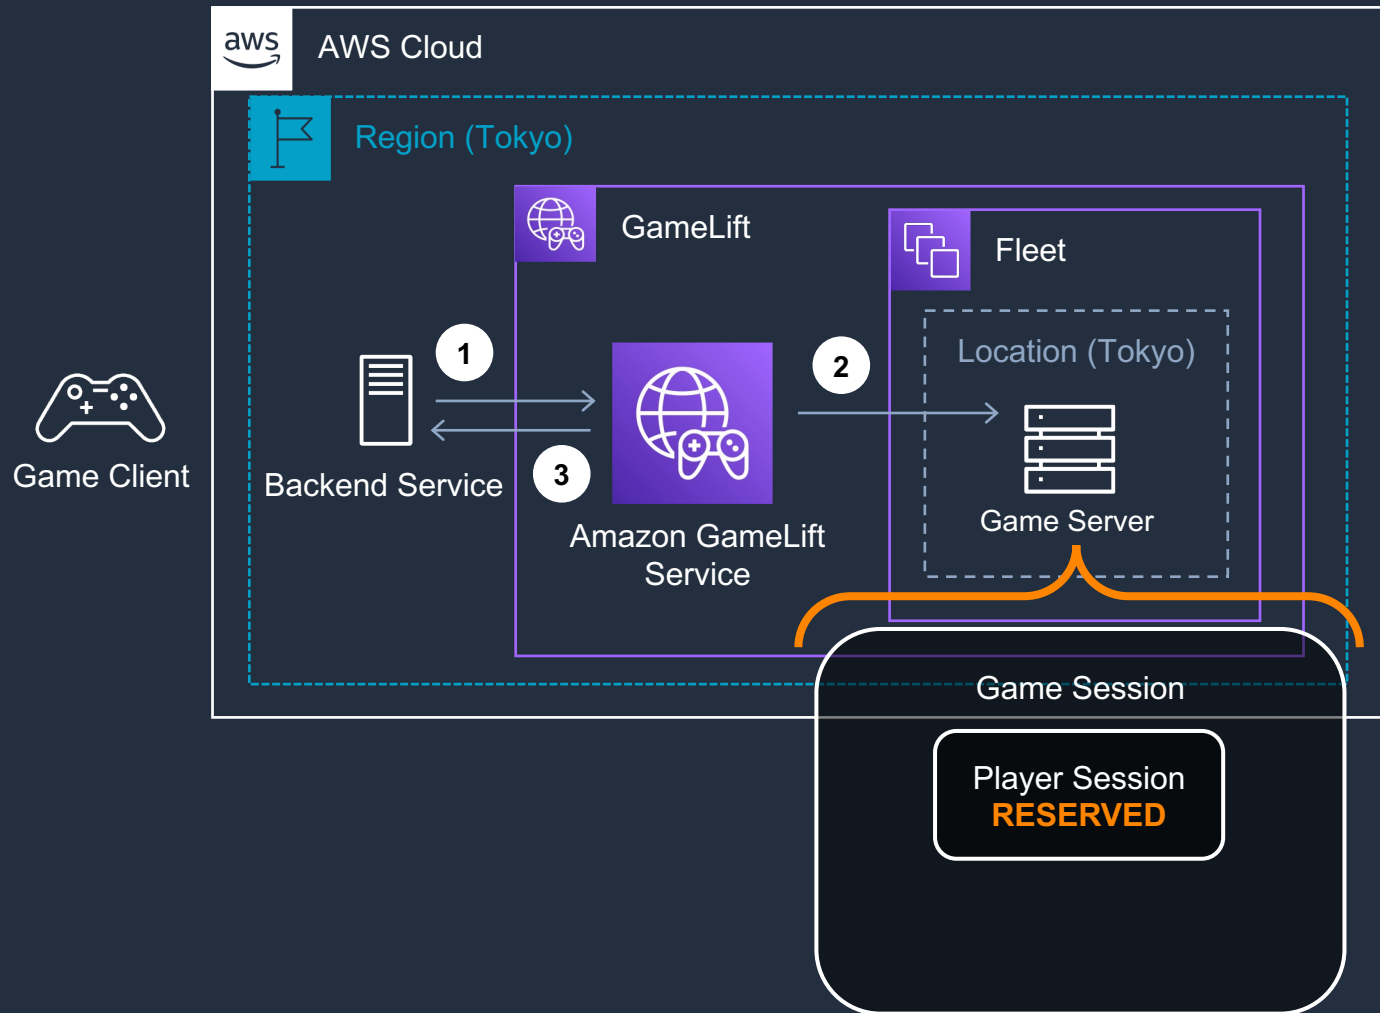 aws
AWS Cloud
Region (Tokyo)
GameLift
Fleet
1
2
Location (Tokyo)
Game Client
Backend Service
3
Amazon GameLift
Service
Game Server
Game Session
Player Session
RESERVED